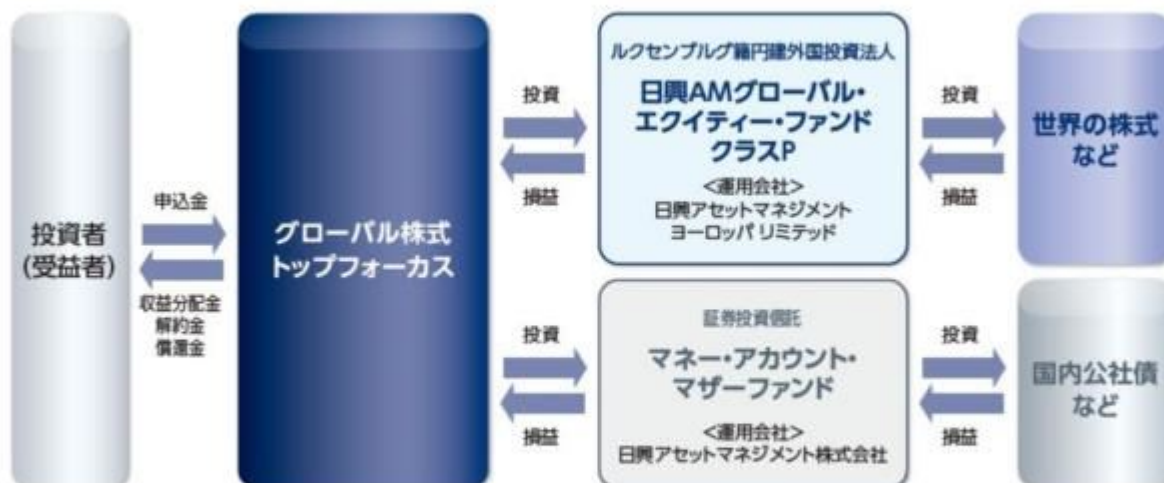 投資者
(受益者)
申込金
収益分配金
解約金
償還金
グローバル株式
トップフォーカス
投資
損益
ルクセンブルグ籍円建外国投資法人
日興AMグローバル・
エクイティー・ファンド
クラスP
<運用会社>
日興アセットマネジメント
ヨーロッパ リミテッド
投資
損益
世界の株式
など
投資
損益
証券投資信託
マネー・アカウント・
マザーファンド
<運用会社>
日興アセットマネジメント株式会社
投資
損益
国内公社債
など